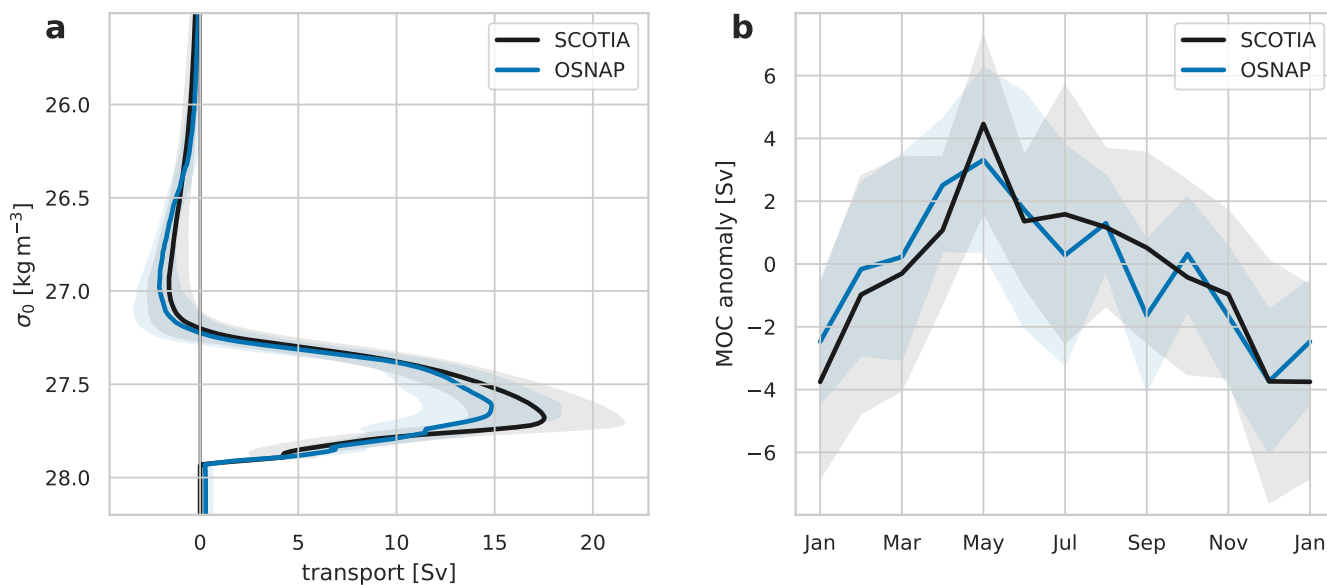 a
SCOTIA
OSNAP
26.0
26.5
27.0
27.5
28.0
σ₀ [kg m⁻³]
0 5 10 15 20
transport [Sv]
b
SCOTIA
OSNAP
6
4
2
0
−2
−4
−6
MOC anomaly [Sv]
Jan Mar May Jul Sep Nov Jan